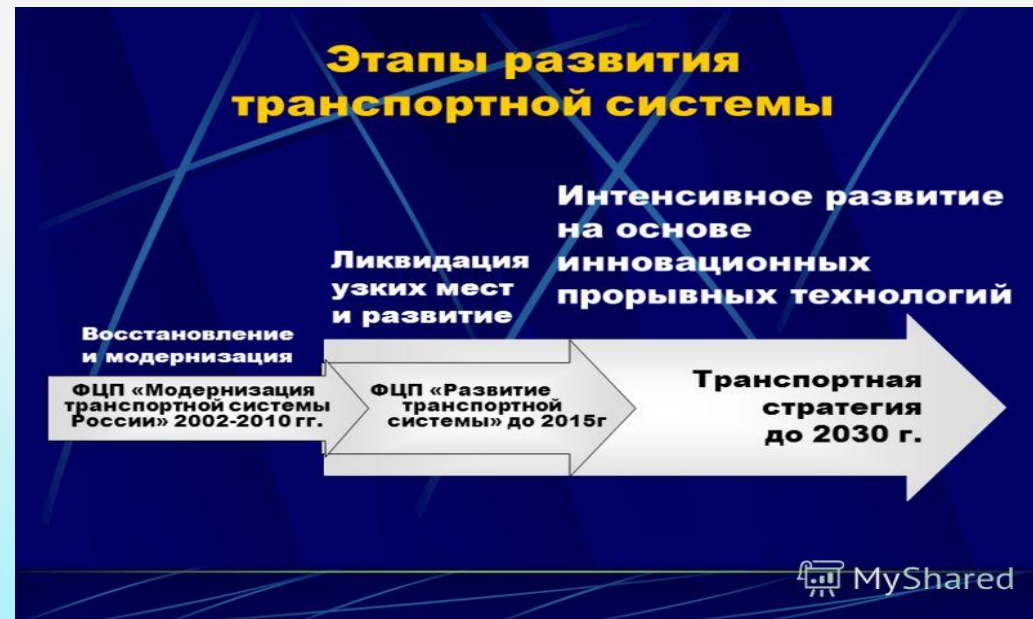 Этапы развития
транспортной системы
Восстановление
и модернизация
ФЦП «Модернизация
транспортной системы
России» 2002-2010 гг.
Ликвидация
узких мест
и развитие
ФЦП «Развитие
транспортной
системы» до 2015г
Интенсивное развитие
на основе
инновационных
прорывных технологий
Транспортная
стратегия
до 2030 г.
MyShared